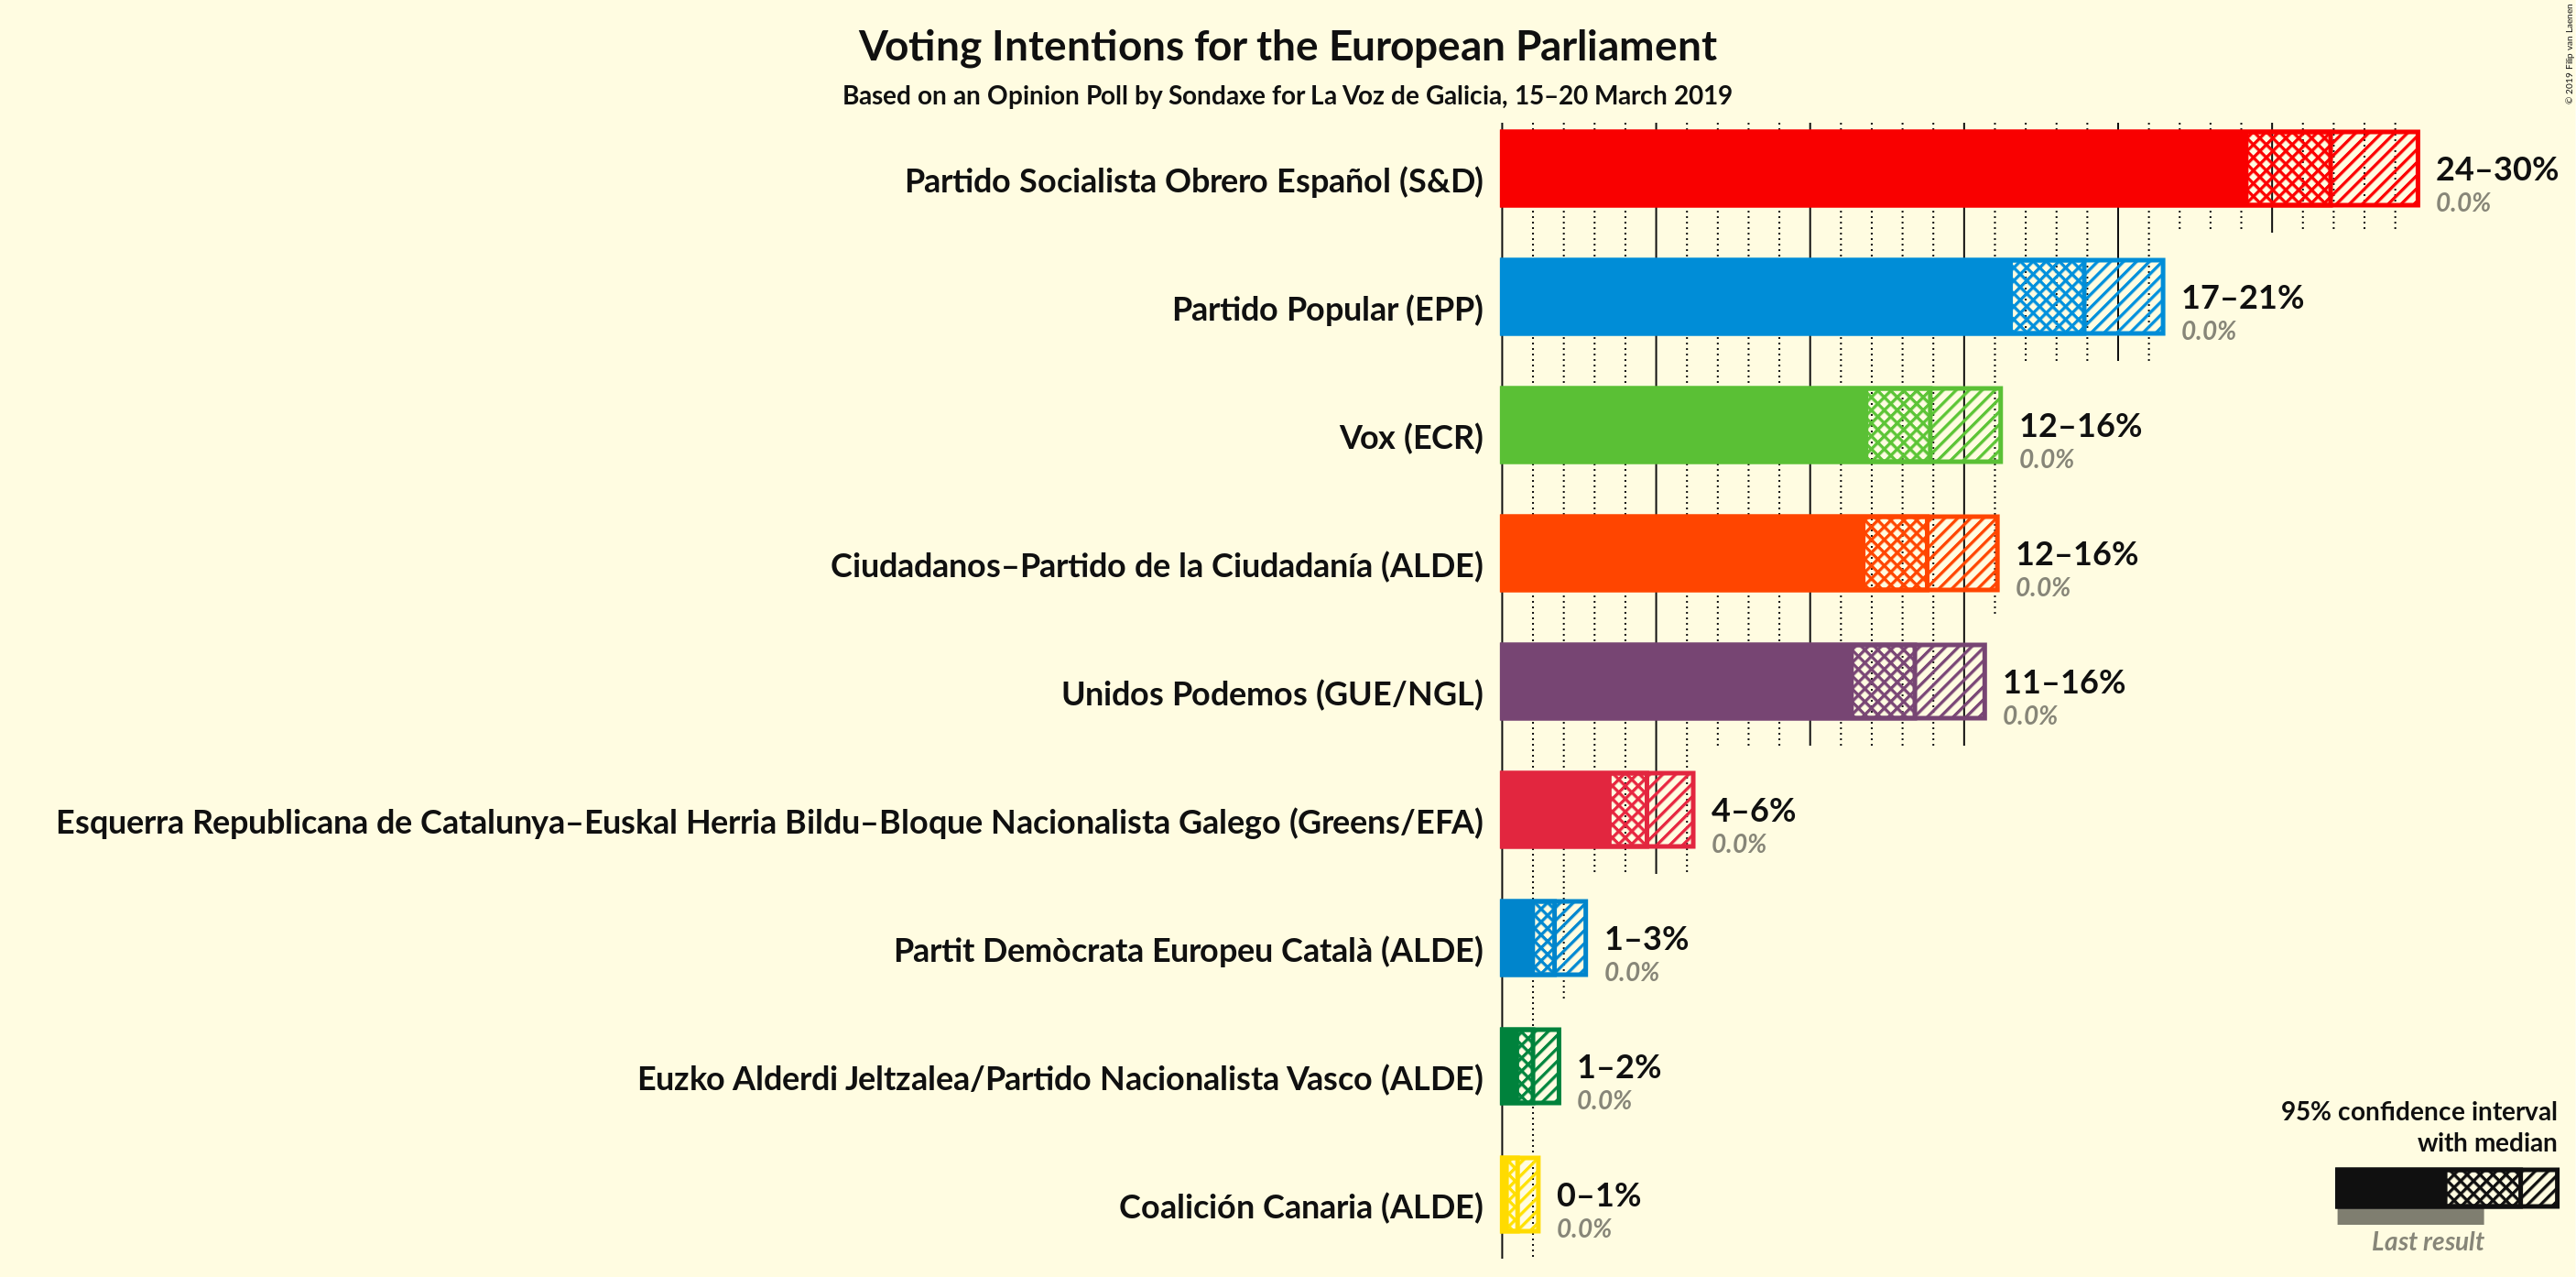 Voting Intentions for the European Parliament
Based on an Opinion Poll by Sondaxe for La Voz de Galicia, 15–20 March 2019
© 2019 Filip van Laenen
Partido Socialista Obrero Español (S&D)
24–30%
0.0%
Partido Popular (EPP)
17–21%
0.0%
Vox (ECR)
12–16%
0.0%
Ciudadanos–Partido de la Ciudadanía (ALDE)
12–16%
0.0%
Unidos Podemos (GUE/NGL)
11–16%
0.0%
Esquerra Republicana de Catalunya–Euskal Herria Bildu–Bloque Nacionalista Galego (Greens/EFA)
4–6%
0.0%
Partit Demòcrata Europeu Català (ALDE)
1–3%
0.0%
Euzko Alderdi Jeltzalea/Partido Nacionalista Vasco (ALDE)
1–2%
0.0%
Coalición Canaria (ALDE)
0–1%
0.0%
95% confidence interval
with median
Last result